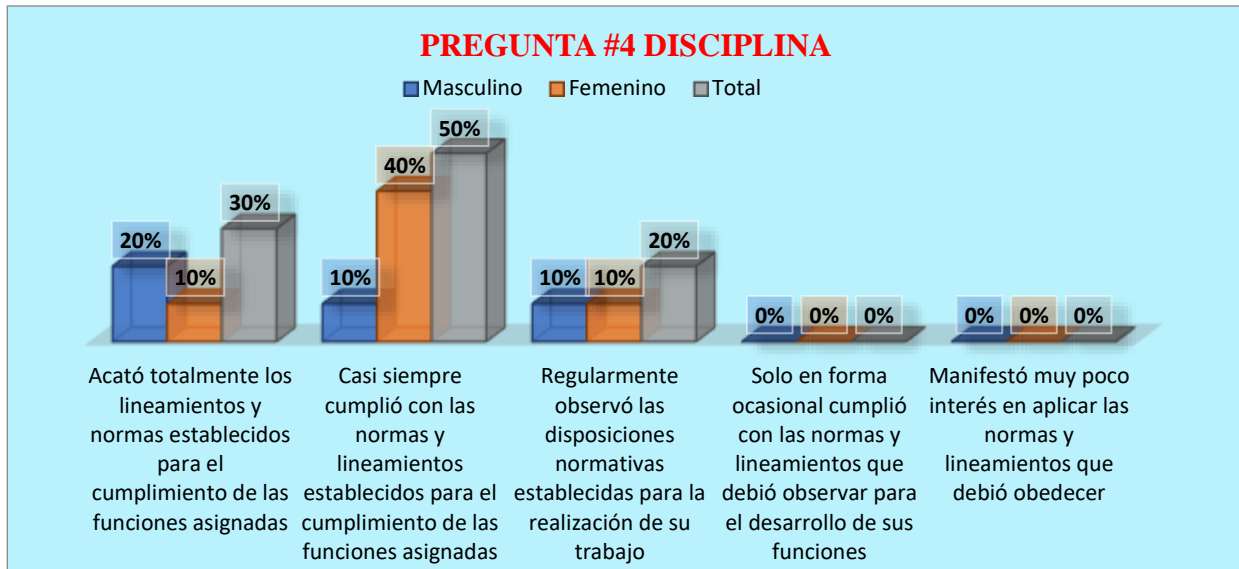 PREGUNTA #4 DISCIPLINA
Masculino Femenino Total
20% 10% 30%
10% 40% 50%
10% 10% 20%
0% 0% 0%
0% 0% 0%
Acató totalmente los
lineamientos y
normas establecidos
para el
cumplimiento de las
funciones asignadas
Casi siempre
cumplió con las
normas y
lineamientos
establecidos para el
cumplimiento de las
funciones asignadas
Regularmente
observó las
disposiciones
normativas
establecidas para la
realización de su
trabajo
Solo en forma
ocasional cumplió
con las normas y
lineamientos que
debió observar para
el desarrollo de sus
funciones
Manifestó muy poco
interés en aplicar las
normas y
lineamientos que
debió obedecer